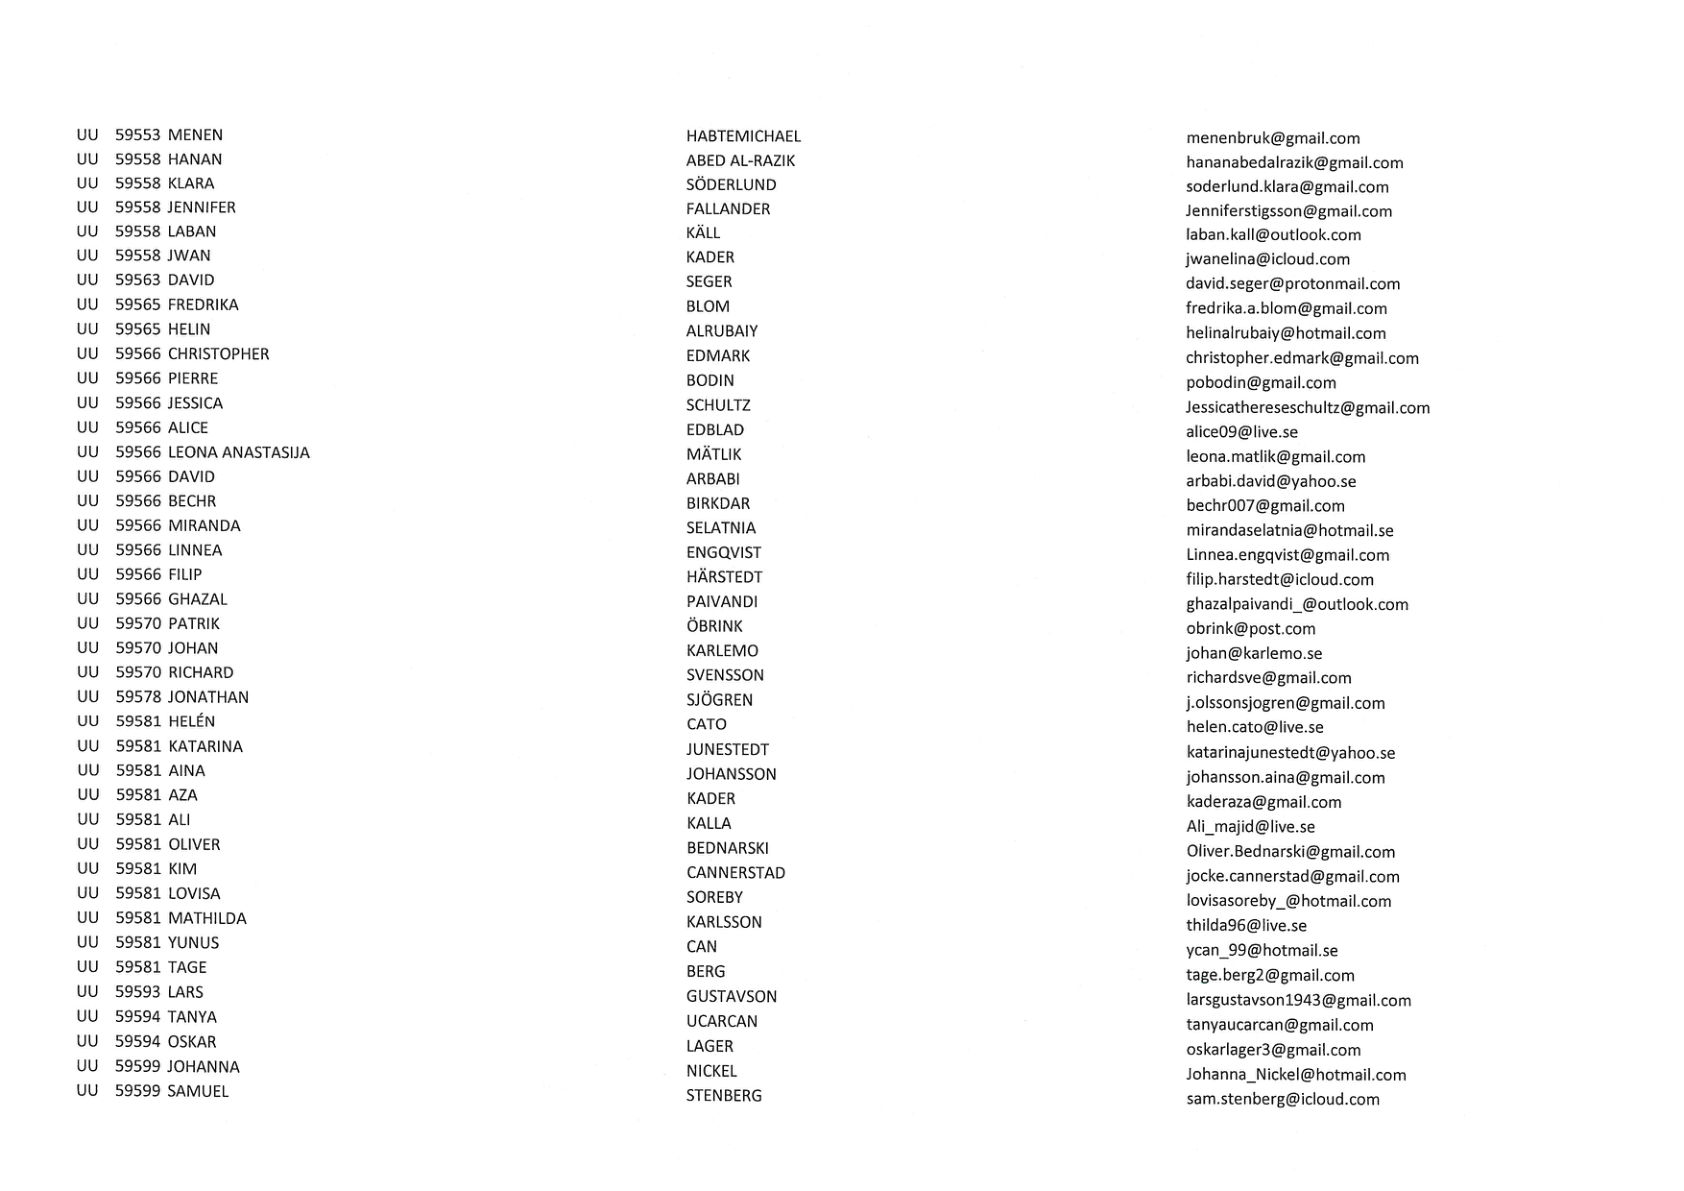 UU 59553 MENEN HABTEMICHAEL menenbruk@gmail.com
UU 59558 HANAN ABED AL-RAZIK hananabedalrazik@gmail.com
UU 59558 KLARA SÖDERLUND soderlund.klara@gmail.com
UU 59558 JENNIFER FALLANDER Jenniferstigsson@gmail.com
UU 59558 LABAN KÄLL laban.kall@outlook.com
UU 59558 JWAN KADER jwanelina@icloud.com
UU 59563 DAVID SEGER david.seger@protonmail.com
UU 59565 FREDRIKA BLOM fredrika.a.blom@gmail.com
UU 59565 HELIN ALRUBAIY helinalrubaiy@hotmail.com
UU 59566 CHRISTOPHER EDMARK christopher.edmark@gmail.com
UU 59566 PIERRE BODIN pobodin@gmail.com
UU 59566 JESSICA SCHULTZ Jessicathereseschultz@gmail.com
UU 59566 ALICE EDBLAD alice09@live.se
UU 59566 LEONA ANASTASIJA MÄTLIK leona.matlik@gmail.com
UU 59566 DAVID ARBABI arbabi.david@yahoo.se
UU 59566 BECHR BIRKDAR bechr007@gmail.com
UU 59566 MIRANDA SELATNIA mirandaselatnia@hotmail.se
UU 59566 LINNEA ENGQVIST Linnea.engqvist@gmail.com
UU 59566 FILIP HÄRSTEDT filip.harstedt@icloud.com
UU 59566 GHAZAL PAIVANDI ghazalpaivandi_@outlook.com
UU 59570 PATRIK ÖBRINK obrink@post.com
UU 59570 JOHAN KARLEMO johan@karlemo.se
UU 59570 RICHARD SVENSSON richardsve@gmail.com
UU 59578 JONATHAN SJÖGREN j.olssonsjogren@gmail.com
UU 59581 HELÉN CATO helen.cato@live.se
UU 59581 KATARINA JUNESTEDT katarinajunestedt@yahoo.se
UU 59581 AINA JOHANSSON johansson.aina@gmail.com
UU 59581 AZA KADER kaderaza@gmail.com
UU 59581 ALI KALLA Ali_majid@live.se
UU 59581 OLIVER BEDNARSKI Oliver.Bednarski@gmail.com
UU 59581 KIM CANNERSTAD jocke.cannerstad@gmail.com
UU 59581 LOVISA SOREBY lovisasoreby_@hotmail.com
UU 59581 MATHILDA KARLSSON thilda96@live.se
UU 59581 YUNUS CAN ycan_99@hotmail.se
UU 59581 TAGE BERG tage.berg2@gmail.com
UU 59593 LARS GUSTAVSON larsgustavson1943@gmail.com
UU 59594 TANYA UCARCAN tanyaucarcan@gmail.com
UU 59594 OSKAR LAGER oskarlager3@gmail.com
UU 59599 JOHANNA NICKEL Johanna_Nickel@hotmail.com
UU 59599 SAMUEL STENBERG sam.stenberg@icloud.com